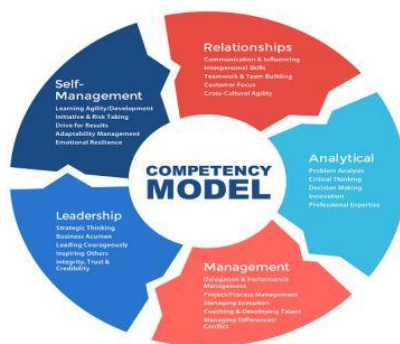 Relationships
Communication & Influencing
Interpersonal Skills
Teamwork & Team Building
Customer Focus
Cross-Cultural Agility
Self-
Management
Learning Agility/Development
Initiative & Risk Taking
Drive for Results
Adaptability Management
Emotional Resilience
Analytical
Problem Analysis
Critical Thinking
Decision Making
Innovation
Professional Expertise
COMPETENCY
MODEL
Leadership
Strategic Thinking
Business Acumen
Leading Courageously
Inspiring Others
Integrity, Trust &
Credibility
Management
Delegation & Performance
Management
Project/Process Management
Managing Execution
Coaching & Developing Talent
Managing Differences/
Conflict